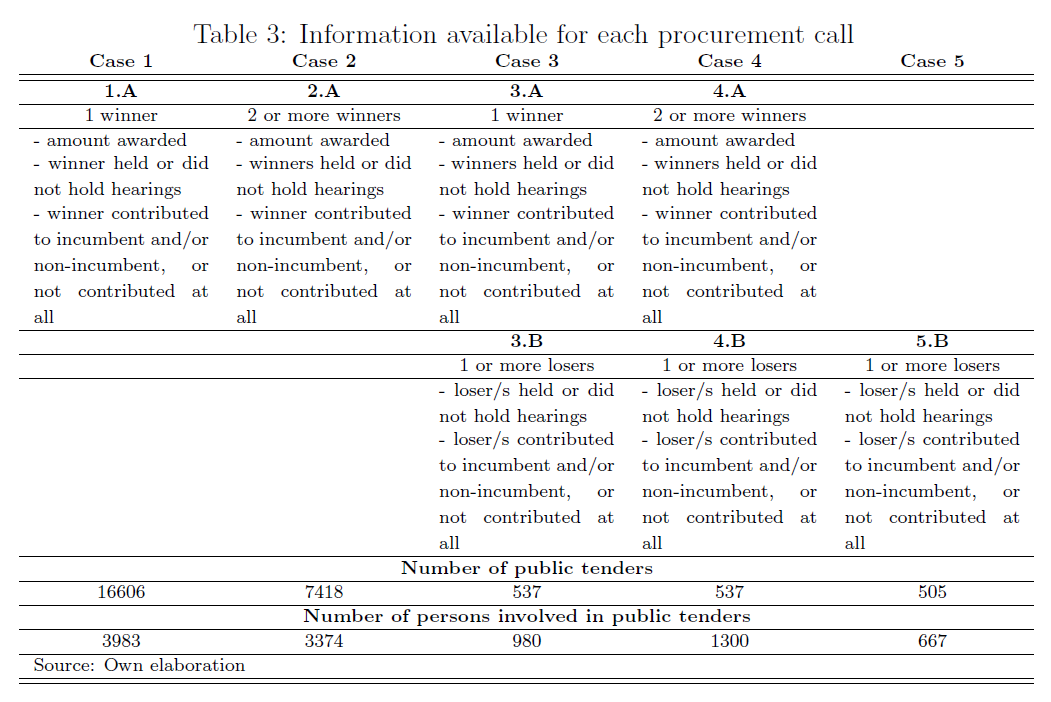 Table 3: Information available for each procurement call
Case 1 Case 2 Case 3 Case 4 Case 5
1.A 2.A 3.A 4.A
1 winner 2 or more winners 1 winner 2 or more winners
- amount awarded - amount awarded - amount awarded - amount awarded
- winner held or did - winners held or did - winners held or did - winners held or did
not hold hearings not hold hearings not hold hearings not hold hearings
- winner contributed - winner contributed - winner contributed - winner contributed
to incumbent and/or to incumbent and/or to incumbent and/or to incumbent and/or
non-incumbent, or non-incumbent, or non-incumbent, or non-incumbent, or
not contributed at not contributed at not contributed at not contributed at
all all all all
3.B 4.B 5.B
1 or more losers 1 or more losers 1 or more losers
- loser/s held or did - loser/s held or did - loser/s held or did
not hold hearings not hold hearings not hold hearings
- loser/s contributed - loser/s contributed - loser/s contributed
to incumbent and/or to incumbent and/or to incumbent and/or
non-incumbent, or non-incumbent, or non-incumbent, or
not contributed at not contributed at not contributed at
all all all
Number of public tenders
16606 7418 537 537 505
Number of persons involved in public tenders
3983 3374 980 1300 667
Source: Own elaboration